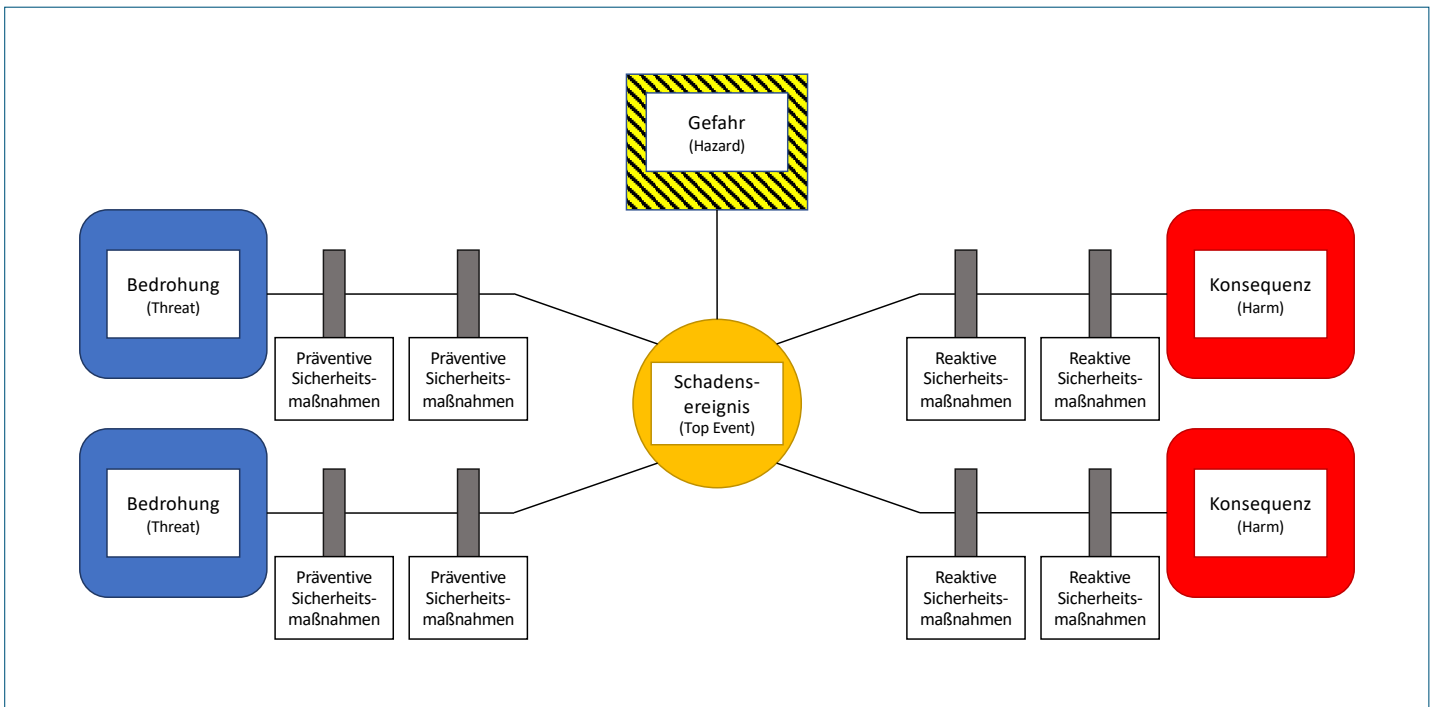 Gefahr
(Hazard)
Bedrohung
(Threat)
Präventive
Sicherheits-
maßnahmen
Präventive
Sicherheits-
maßnahmen
Schadens-
ereignis
(Top Event)
Reaktive
Sicherheits-
maßnahmen
Reaktive
Sicherheits-
maßnahmen
Konsequenz
(Harm)
Bedrohung
(Threat)
Präventive
Sicherheits-
maßnahmen
Präventive
Sicherheits-
maßnahmen
Reaktive
Sicherheits-
maßnahmen
Reaktive
Sicherheits-
maßnahmen
Konsequenz
(Harm)